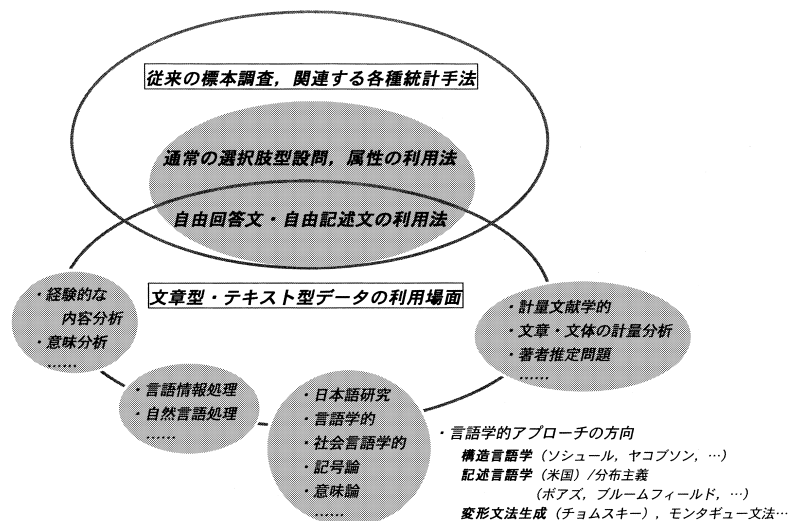 従来の標本調査，関連する各種統計手法
通常の選択肢型設問，属性の利用法
自由回答文・自由記述文の利用法
文章型・テキスト型データの利用場面
・経験的な
内容分析
・意味分析
……
・言語情報処理
・自然言語処理
……
・日本語研究
・言語学的
・社会言語学的
・記号論
・意味論
……
・計量文献学的
・文章・文体の計量分析
・著者推定問題
……
・言語学的アプローチの方向
構造言語学（ソシュール，ヤコブソン，…）
記述言語学（米国）/分布主義
（ボアズ，ブルームフィールド，…）
変形文法生成（チョムスキー），モンタギュー文法…